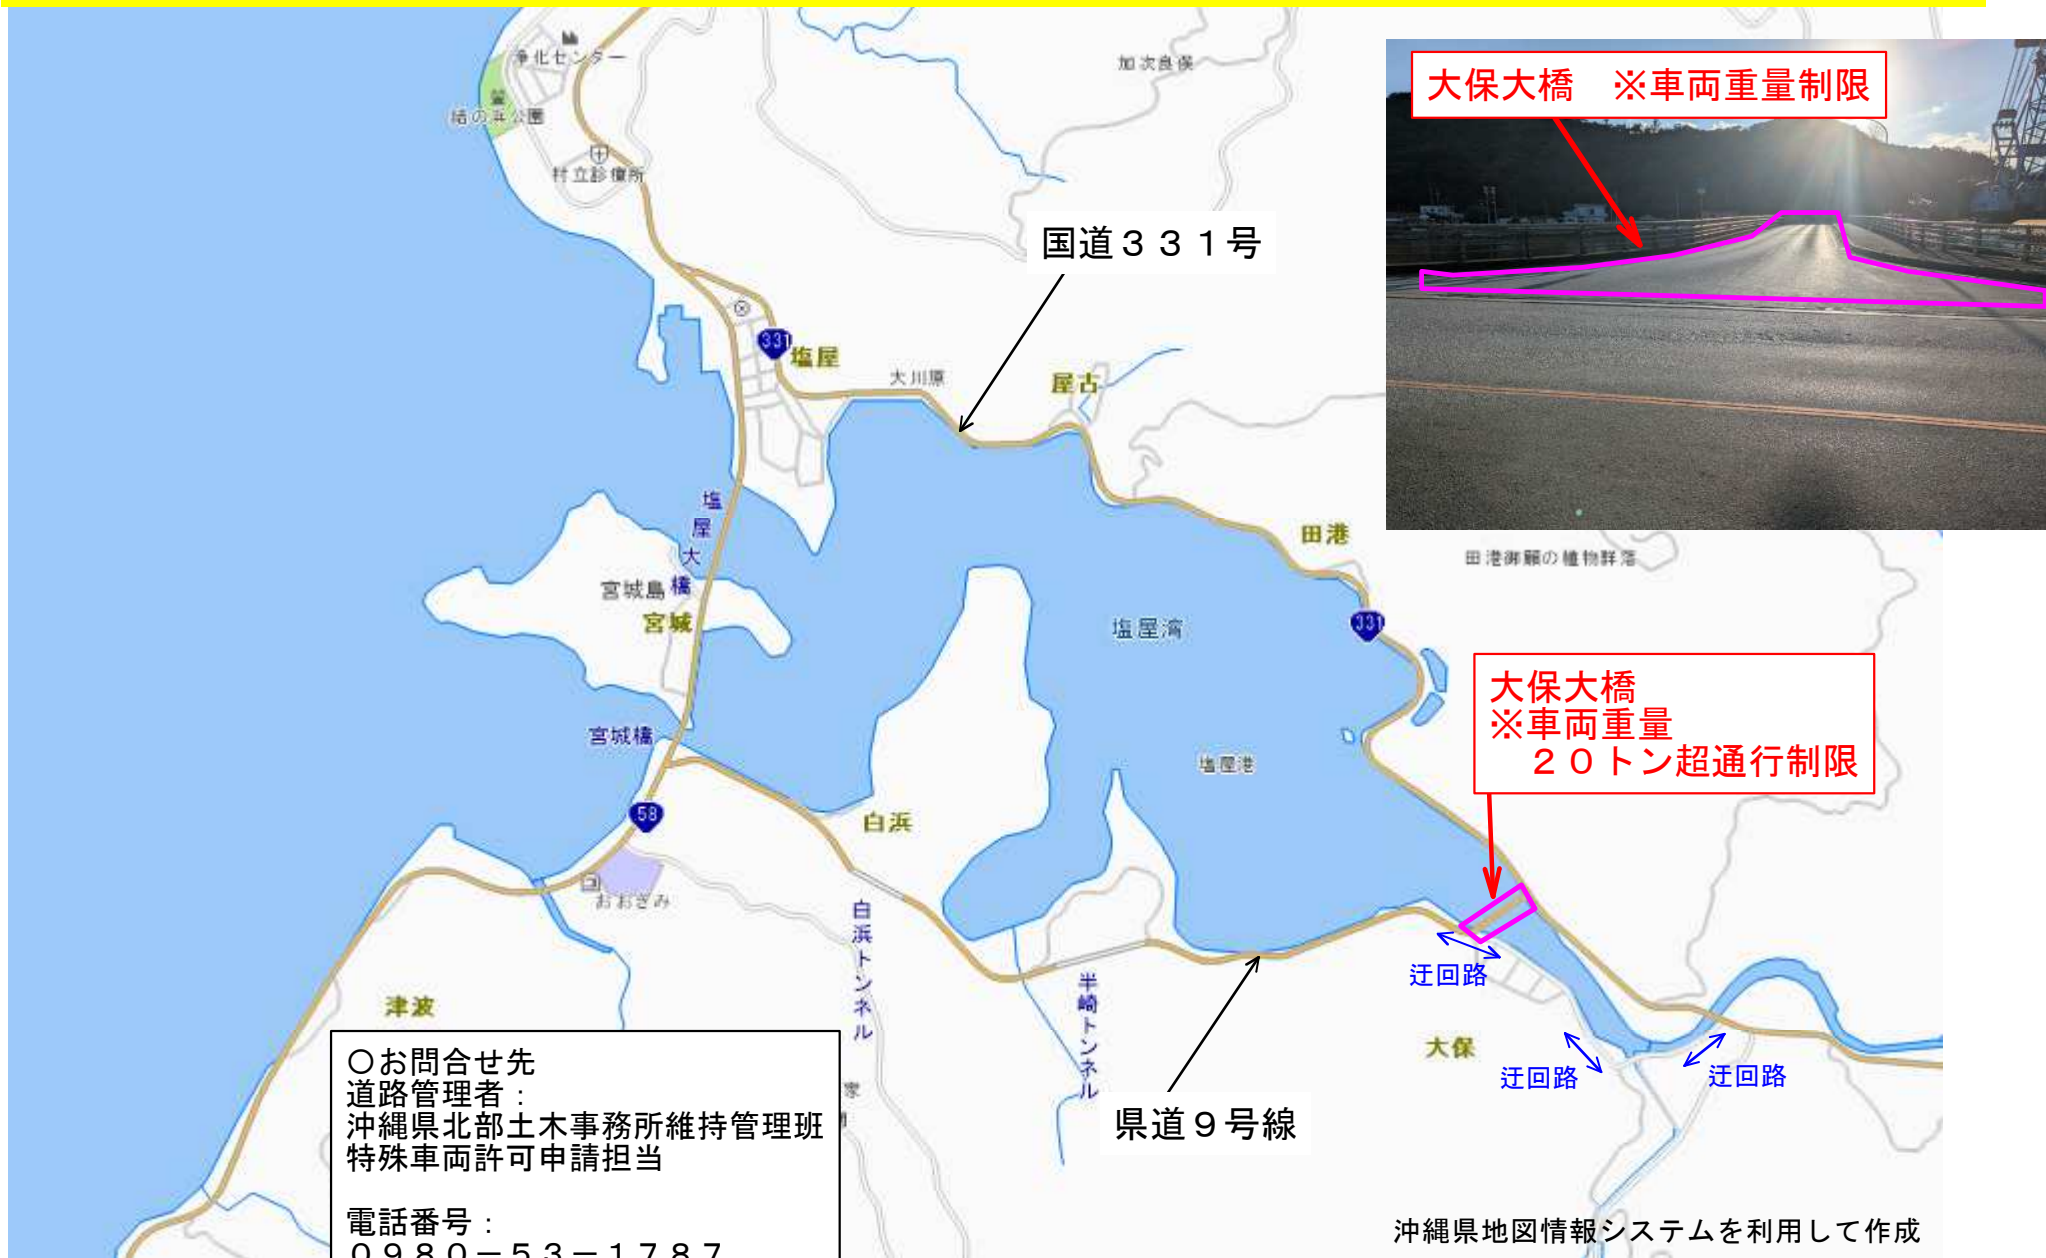 浄化センター
結の浜公園
村立診療所
加次良俣
大保大橋　※車両重量制限
国道３３１号
331
塩屋
大川原
屋古
塩屋大橋
宮城島
宮城
田港
田港御願の植物群落
塩屋湾
331
大保大橋
※車両重量
２０トン超通行制限
宮城橋
塩屋港
58
白浜
おおぎみ
白浜トンネル
半崎トンネル
迂回路
津波
大保
迂回路
迂回路
県道９号線
〇お問合せ先
道路管理者：
沖縄県北部土木事務所維持管理班
特殊車両許可申請担当
電話番号：
０９８０－５３－１７８７
沖縄県地図情報システムを利用して作成